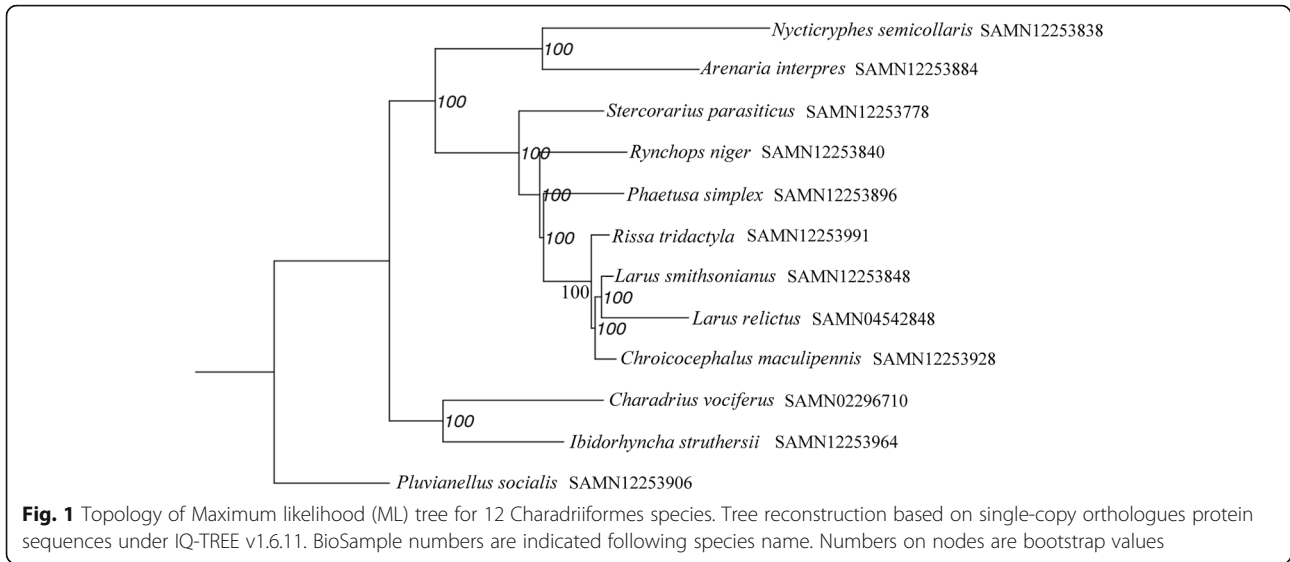 Nycticryphes semicollaris SAMN12253838
100
Arenaria interpres SAMN12253884
100
Stercorarius parasiticus SAMN12253778
100
Rynchops niger SAMN12253840
100
Phaetusa simplex SAMN12253896
100
Rissa tridactyla SAMN12253991
Larus smithsonianus SAMN12253848
100
100
Larus relictus SAMN04542848
100
Chroicocephalus maculipennis SAMN12253928
Charadrius vociferus SAMN02296710
100
Ibidorhyncha struthersii SAMN12253964
Pluvianellus socialis SAMN12253906
Fig. 1 Topology of Maximum likelihood (ML) tree for 12 Charadriiformes species. Tree reconstruction based on single-copy orthologues protein
sequences under IQ-TREE v1.6.11. BioSample numbers are indicated following species name. Numbers on nodes are bootstrap values